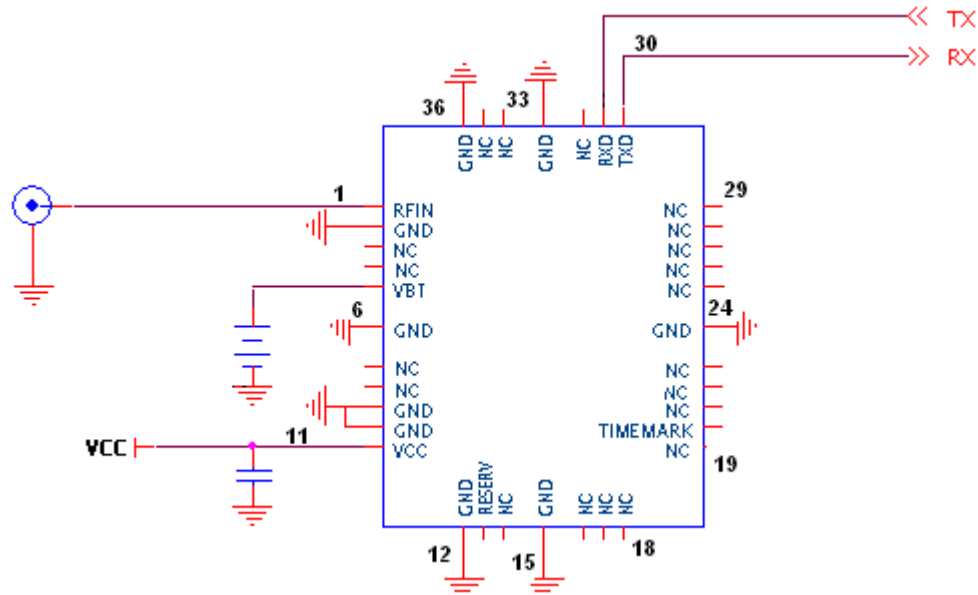 TX
30
RX
36
33
GND
NC
NC
GND
NC
RXD
TXD
1
29
RFIN
NC
GND
NC
NC
NC
NC
NC
VBT
NC
6
24
GND
GND
NC
NC
NC
NC
GND
NC
GND
TIMEMARK
VCC
11
VCC
NC
19
GND
RESERV
NC
GND
NC
NC
NC
12
15
18